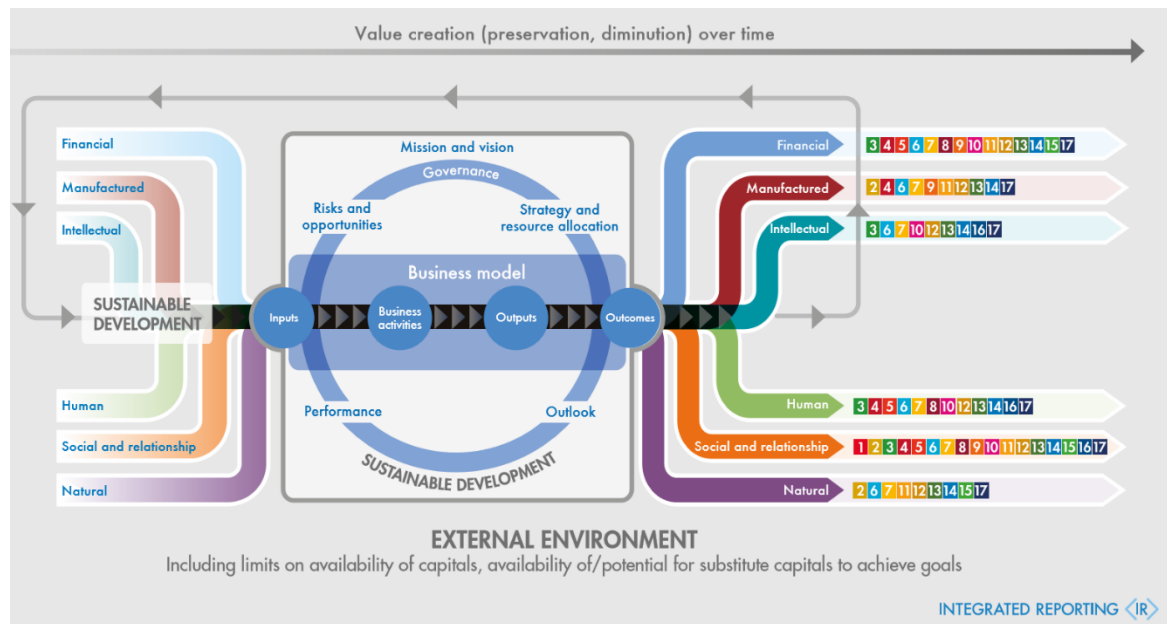 Value creation (preservation, diminution) over time
Financial
Manufactured
Intellectual
SUSTAINABLE
DEVELOPMENT
Human
Social and relationship
Natural
Mission and vision
Governance
Risks and
opportunities
Strategy and
resource allocation
Business model
Inputs
Business
activities
Outputs
Outcomes
Performance
Outlook
SUSTAINABLE DEVELOPMENT
Financial 3 4 5 6 7 8 9 10 11 12 13 14 15 17
Manufactured 2 4 6 7 9 11 12 13 14 17
Intellectual 3 6 7 10 12 13 14 16 17
Human 3 4 5 6 7 8 10 12 13 14 16 17
Social and relationship 1 2 3 4 5 6 7 8 9 10 11 12 13 14 15 16 17
Natural 2 6 7 11 12 13 14 15 17
EXTERNAL ENVIRONMENT
Including limits on availability of capitals, availability of/potential for substitute capitals to achieve goals
INTEGRATED REPORTING <IR>